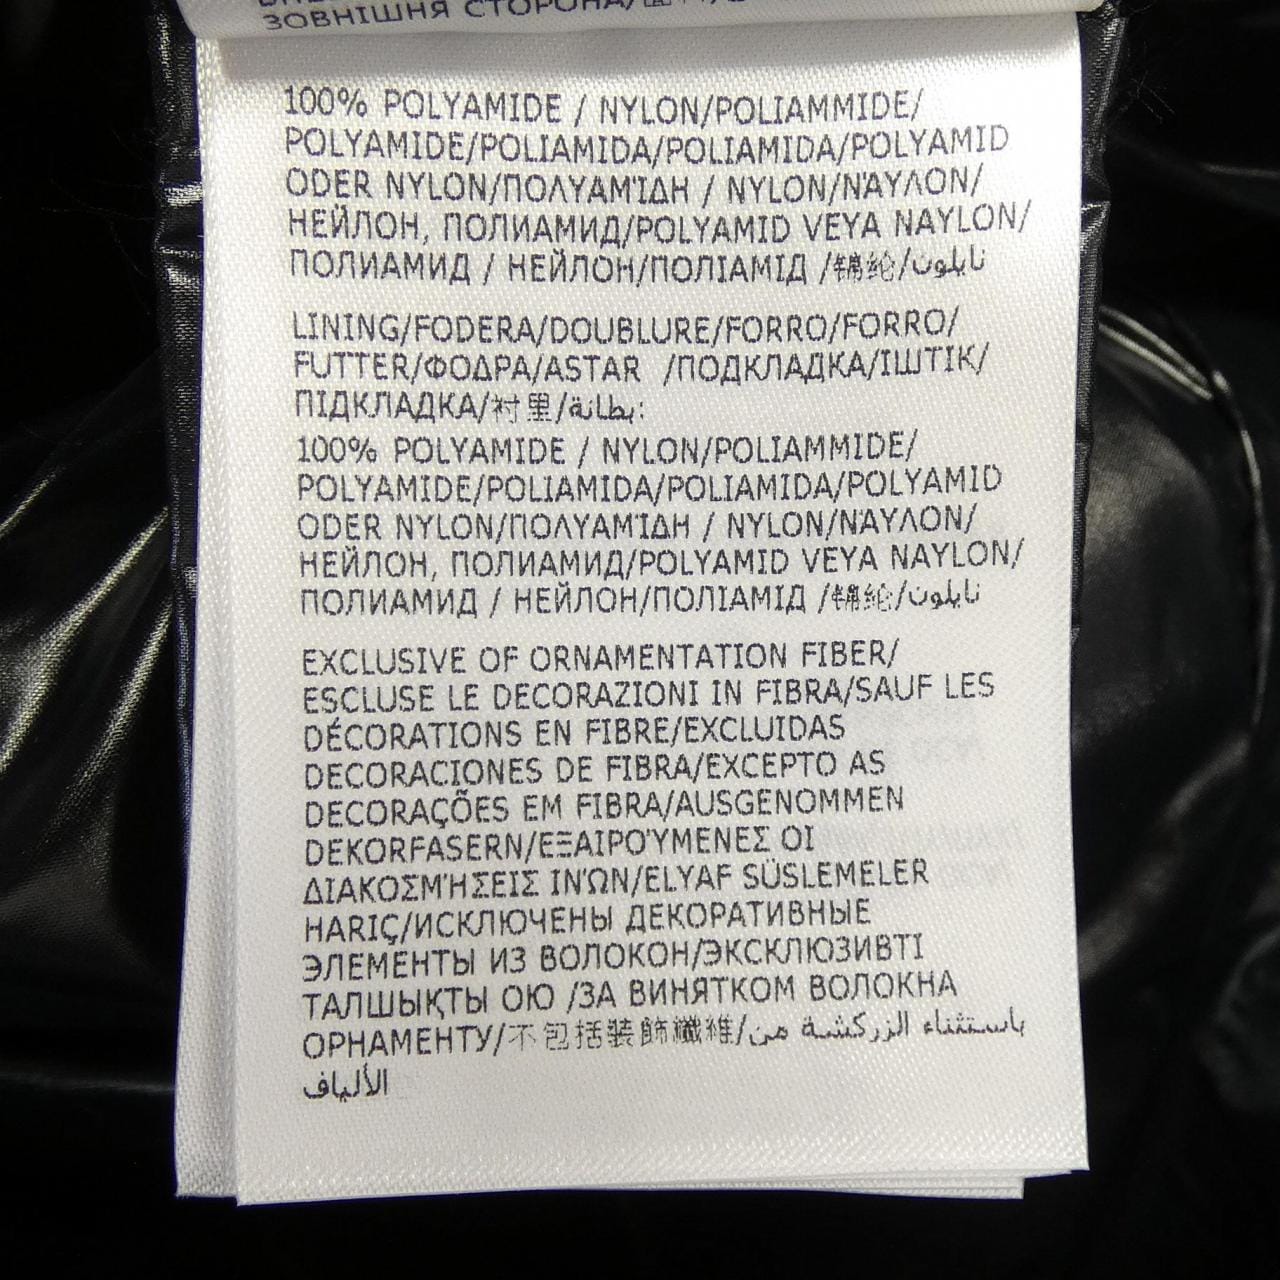 ЗОВНІШНЯ СТОРОНА/
100% POLYAMIDE / NYLON/POLIAMMIDE/
POLYAMIDE/POLIAMIDA/POLIAMIDA/POLYAMID
ODER NYLON/ΠΟΛΥΑΜΊΔΗ / NYLON/ΝΆΥΛΟΝ/
НЕЙЛОН, ПОЛИАМИД/POLYAMID VEYA NAYLON/
ПОЛИАМИД / НЕЙЛОН/ПОЛІАМІД /锦纶/نايلون
LINING/FODERA/DOUBLURE/FORRO/FORRO/
FUTTER/ΦΟΔΡΑ/ASTAR /ПОДКЛАДКА/ІШТІК/
ПІДКЛАДКА/衬里/بطانة:
100% POLYAMIDE / NYLON/POLIAMMIDE/
POLYAMIDE/POLIAMIDA/POLIAMIDA/POLYAMID
ODER NYLON/ΠΟΛΥΑΜΊΔΗ / NYLON/ΝΆΥΛΟΝ/
НЕЙЛОН, ПОЛИАМИД/POLYAMID VEYA NAYLON/
ПОЛИАМИД / НЕЙЛОН/ПОЛІАМІД /锦纶/نايلون
EXCLUSIVE OF ORNAMENTATION FIBER/
ESCLUSE LE DECORAZIONI IN FIBRA/SAUF LES
DÉCORATIONS EN FIBRE/EXCLUIDAS
DECORACIONES DE FIBRA/EXCEPTO AS
DECORAÇÕES EM FIBRA/AUSGENOMMEN
DEKORFASERN/ΕΞΑΙΡΟΎΜΕΝΕΣ ΟΙ
ΔΙΑΚΟΣΜΉΣΕΙΣ ΙΝΏΝ/ELYAF SÜSLEMELER
HARIÇ/ИСКЛЮЧЕНЫ ДЕКОРАТИВНЫЕ
ЭЛЕМЕНТЫ ИЗ ВОЛОКОН/ЭКСКЛЮЗИВТІ
ТАЛШЫҚТЫ ОЮ /ЗА ВИНЯТКОМ ВОЛОКНА
ОРНАМЕНТУ/不包括装飾纖維/باستثناء الزركشة من
الألياف